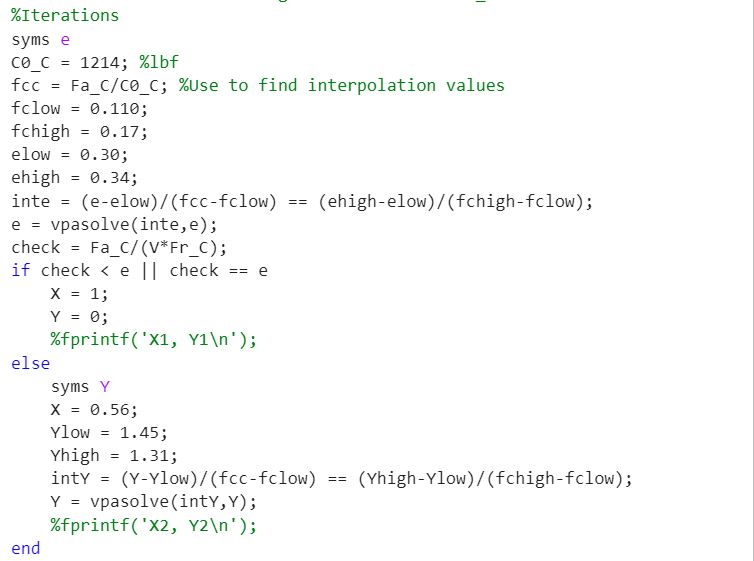 %Iterations
syms e
C0_C = 1214; %lbf
fcc = Fa_C/C0_C; %Use to find interpolation values
fclow = 0.110;
fchigh = 0.17;
elow = 0.30;
ehigh = 0.34;
inte = (e-elow)/(fcc-fclow) == (ehigh-elow)/(fchigh-fclow);
e = vpasolve(inte,e);
check = Fa_C/(V*Fr_C);
if check < e || check == e
    X = 1;
    Y = 0;
    %fprintf('X1, Y1\n');
else
    syms Y
    X = 0.56;
    Ylow = 1.45;
    Yhigh = 1.31;
    intY = (Y-Ylow)/(fcc-fclow) == (Yhigh-Ylow)/(fchigh-fclow);
    Y = vpasolve(intY,Y);
    %fprintf('X2, Y2\n');
end